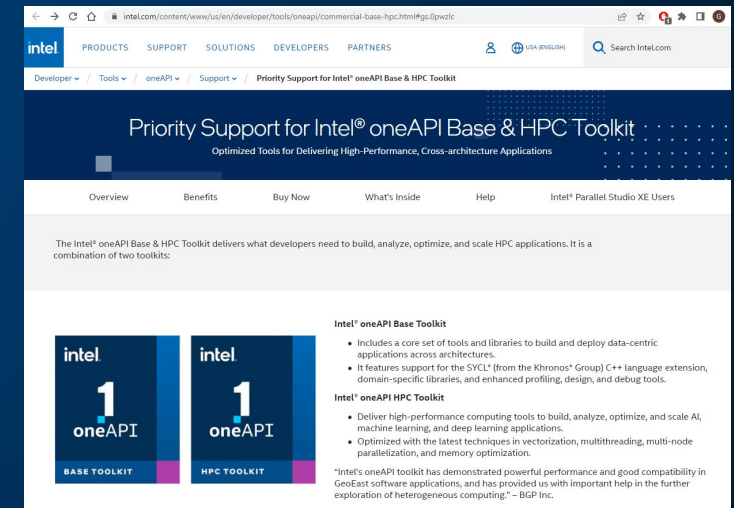 intel.com/content/www/us/en/developer/tools/oneapi/commercial-base-hpc.html#gs.0pwzlc
G
intel.
PRODUCTS
SUPPORT
SOLUTIONS
DEVELOPERS
PARTNERS
USA (ENGLISH)
Search Intel.com
Developer / Tools / oneAPI / Support / Priority Support for Intel® oneAPI Base & HPC Toolkit
Priority Support for Intel® oneAPI Base & HPC Toolkit
Optimized Tools for Delivering High-Performance, Cross-architecture Applications
Overview
Benefits
Buy Now
What's Inside
Help
Intel® Parallel Studio XE Users
The Intel® oneAPI Base & HPC Toolkit delivers what developers need to build, analyze, optimize, and scale HPC applications. It is a
combination of two toolkits:
intel.
1
oneAPI
BASE TOOLKIT
intel.
1
oneAPI
HPC TOOLKIT
Intel® oneAPI Base Toolkit
• Includes a core set of tools and libraries to build and deploy data-centric
applications across architectures.
• It features support for the SYCL* (from the Khronos* Group) C++ language extension,
domain-specific libraries, and enhanced profiling, design, and debug tools.
Intel® oneAPI HPC Toolkit
• Deliver high-performance computing tools to build, analyze, optimize, and scale AI,
machine learning, and deep learning applications.
• Optimized with the latest techniques in vectorization, multithreading, multi-node
parallelization, and memory optimization.
"Intel's oneAPI toolkit has demonstrated powerful performance and good compatibility in
GeoEast software applications, and has provided us with important help in the further
exploration of heterogeneous computing." – BGP Inc.